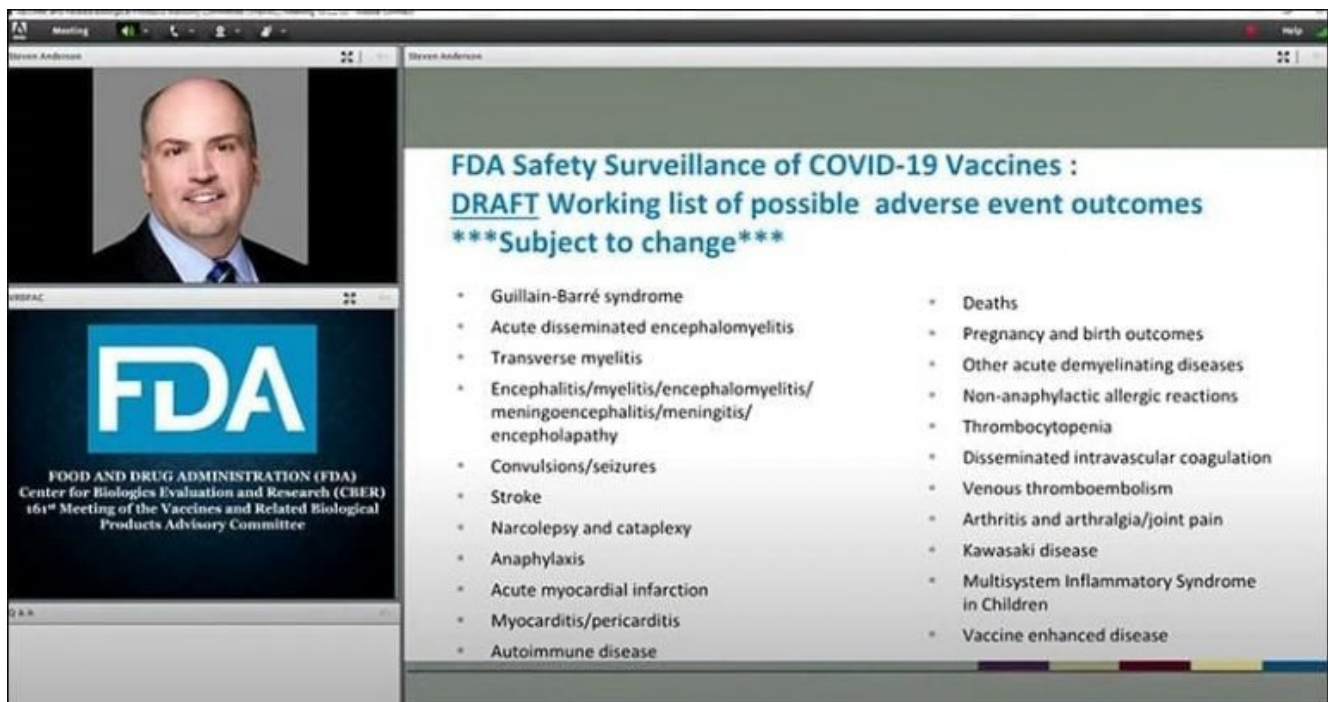 Meeting
Help
Steven Anderson
Steven Anderson
FDA Safety Surveillance of COVID-19 Vaccines :
DRAFT Working list of possible adverse event outcomes
***Subject to change***
Guillain-Barré syndrome
Acute disseminated encephalomyelitis
Transverse myelitis
Encephalitis/myelitis/encephalomyelitis/
meningoencephalitis/meningitis/
encepholapathy
Convulsions/seizures
Stroke
Narcolepsy and cataplexy
Anaphylaxis
Acute myocardial infarction
Myocarditis/pericarditis
Autoimmune disease
Deaths
Pregnancy and birth outcomes
Other acute demyelinating diseases
Non-anaphylactic allergic reactions
Thrombocytopenia
Disseminated intravascular coagulation
Venous thromboembolism
Arthritis and arthralgia/joint pain
Kawasaki disease
Multisystem Inflammatory Syndrome
in Children
Vaccine enhanced disease
VRBPAC
FDA
FOOD AND DRUG ADMINISTRATION (FDA)
Center for Biologics Evaluation and Research (CBER)
161st Meeting of the Vaccines and Related Biological
Products Advisory Committee
Q & A